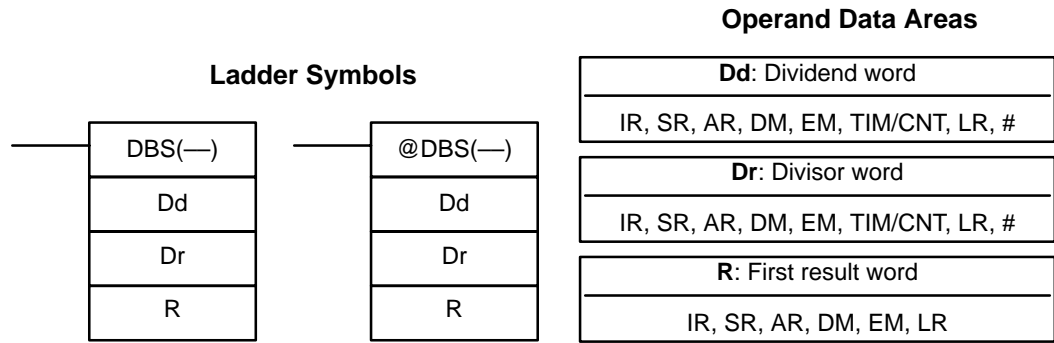 Operand Data Areas
Ladder Symbols
DBS(––)
Dd
Dr
R
@DBS(––)
Dd
Dr
R
Dd: Dividend word
IR, SR, AR, DM, EM, TIM/CNT, LR, #
Dr: Divisor word
IR, SR, AR, DM, EM, TIM/CNT, LR, #
R: First result word
IR, SR, AR, DM, EM, LR